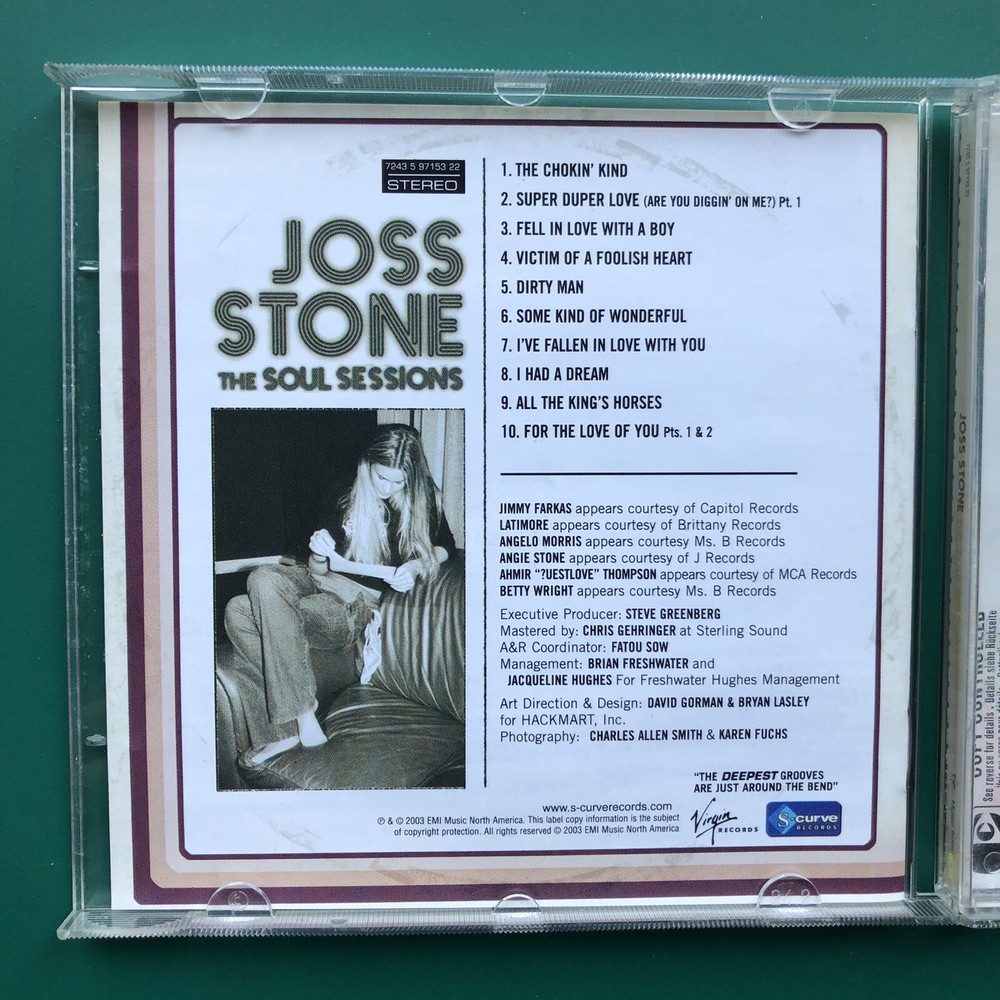 7243 5 97153 22
STEREO
JOSS
STONE
THE SOUL SESSIONS
1. THE CHOKIN' KIND
2. SUPER DUPER LOVE (ARE YOU DIGGIN' ON ME?) Pt. 1
3. FELL IN LOVE WITH A BOY
4. VICTIM OF A FOOLISH HEART
5. DIRTY MAN
6. SOME KIND OF WONDERFUL
7. I'VE FALLEN IN LOVE WITH YOU
8. I HAD A DREAM
9. ALL THE KING'S HORSES
10. FOR THE LOVE OF YOU Pts. 1 & 2
JIMMY FARKAS appears courtesy of Capitol Records
LATIMORE appears courtesy of Brittany Records
ANGELO MORRIS appears courtesy Ms. B Records
ANGIE STONE appears courtesy of J Records
AHMIR "?UESTLOVE" THOMPSON appears courtesy of MCA Records
BETTY WRIGHT appears courtesy Ms. B Records
Executive Producer: STEVE GREENBERG
Mastered by: CHRIS GEHRINGER at Sterling Sound
A&R Coordinator: FATOU SOW
Management: BRIAN FRESHWATER and
JACQUELINE HUGHES For Freshwater Hughes Management
Art Direction & Design: DAVID GORMAN & BRYAN LASLEY
for HACKMART, Inc.
Photography: CHARLES ALLEN SMITH & KAREN FUCHS
"THE DEEPEST GROOVES
ARE JUST AROUND THE BEND"
www.s-curverecords.com
℗ & © 2003 EMI Music North America. This label copy information is the subject
of copyright protection. All rights reserved © 2003 EMI Music North America
Virgin
RECORDS
S-curve
RECORDS
JOSS STONE
COPY CONTROLLED
See reverse for details . Details siehe Rückseite